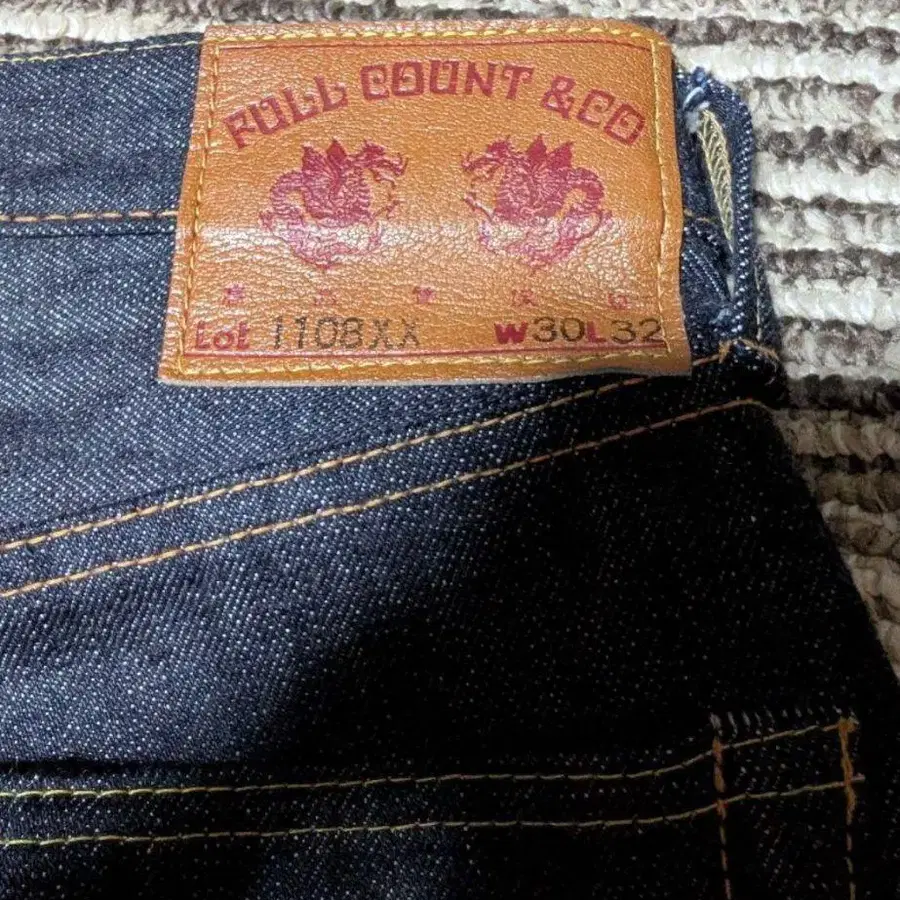 FULL COUNT & CO
Lot 1108XX W30L32